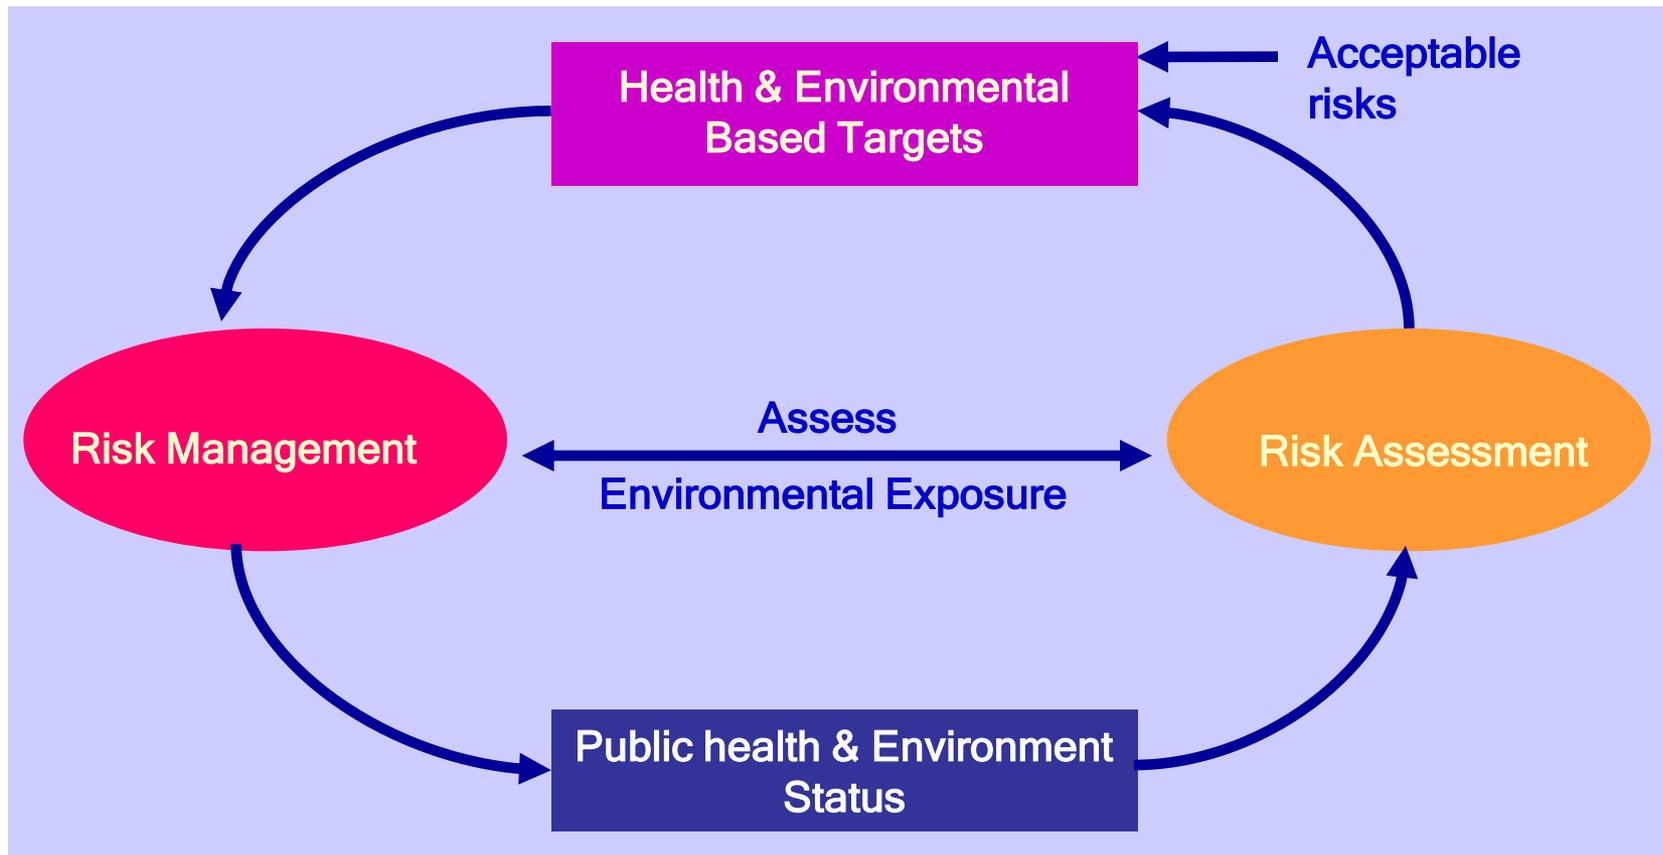 Health & Environmental
Based Targets
Acceptable
risks
Risk Management
Assess
Environmental Exposure
Risk Assessment
Public health & Environment
Status